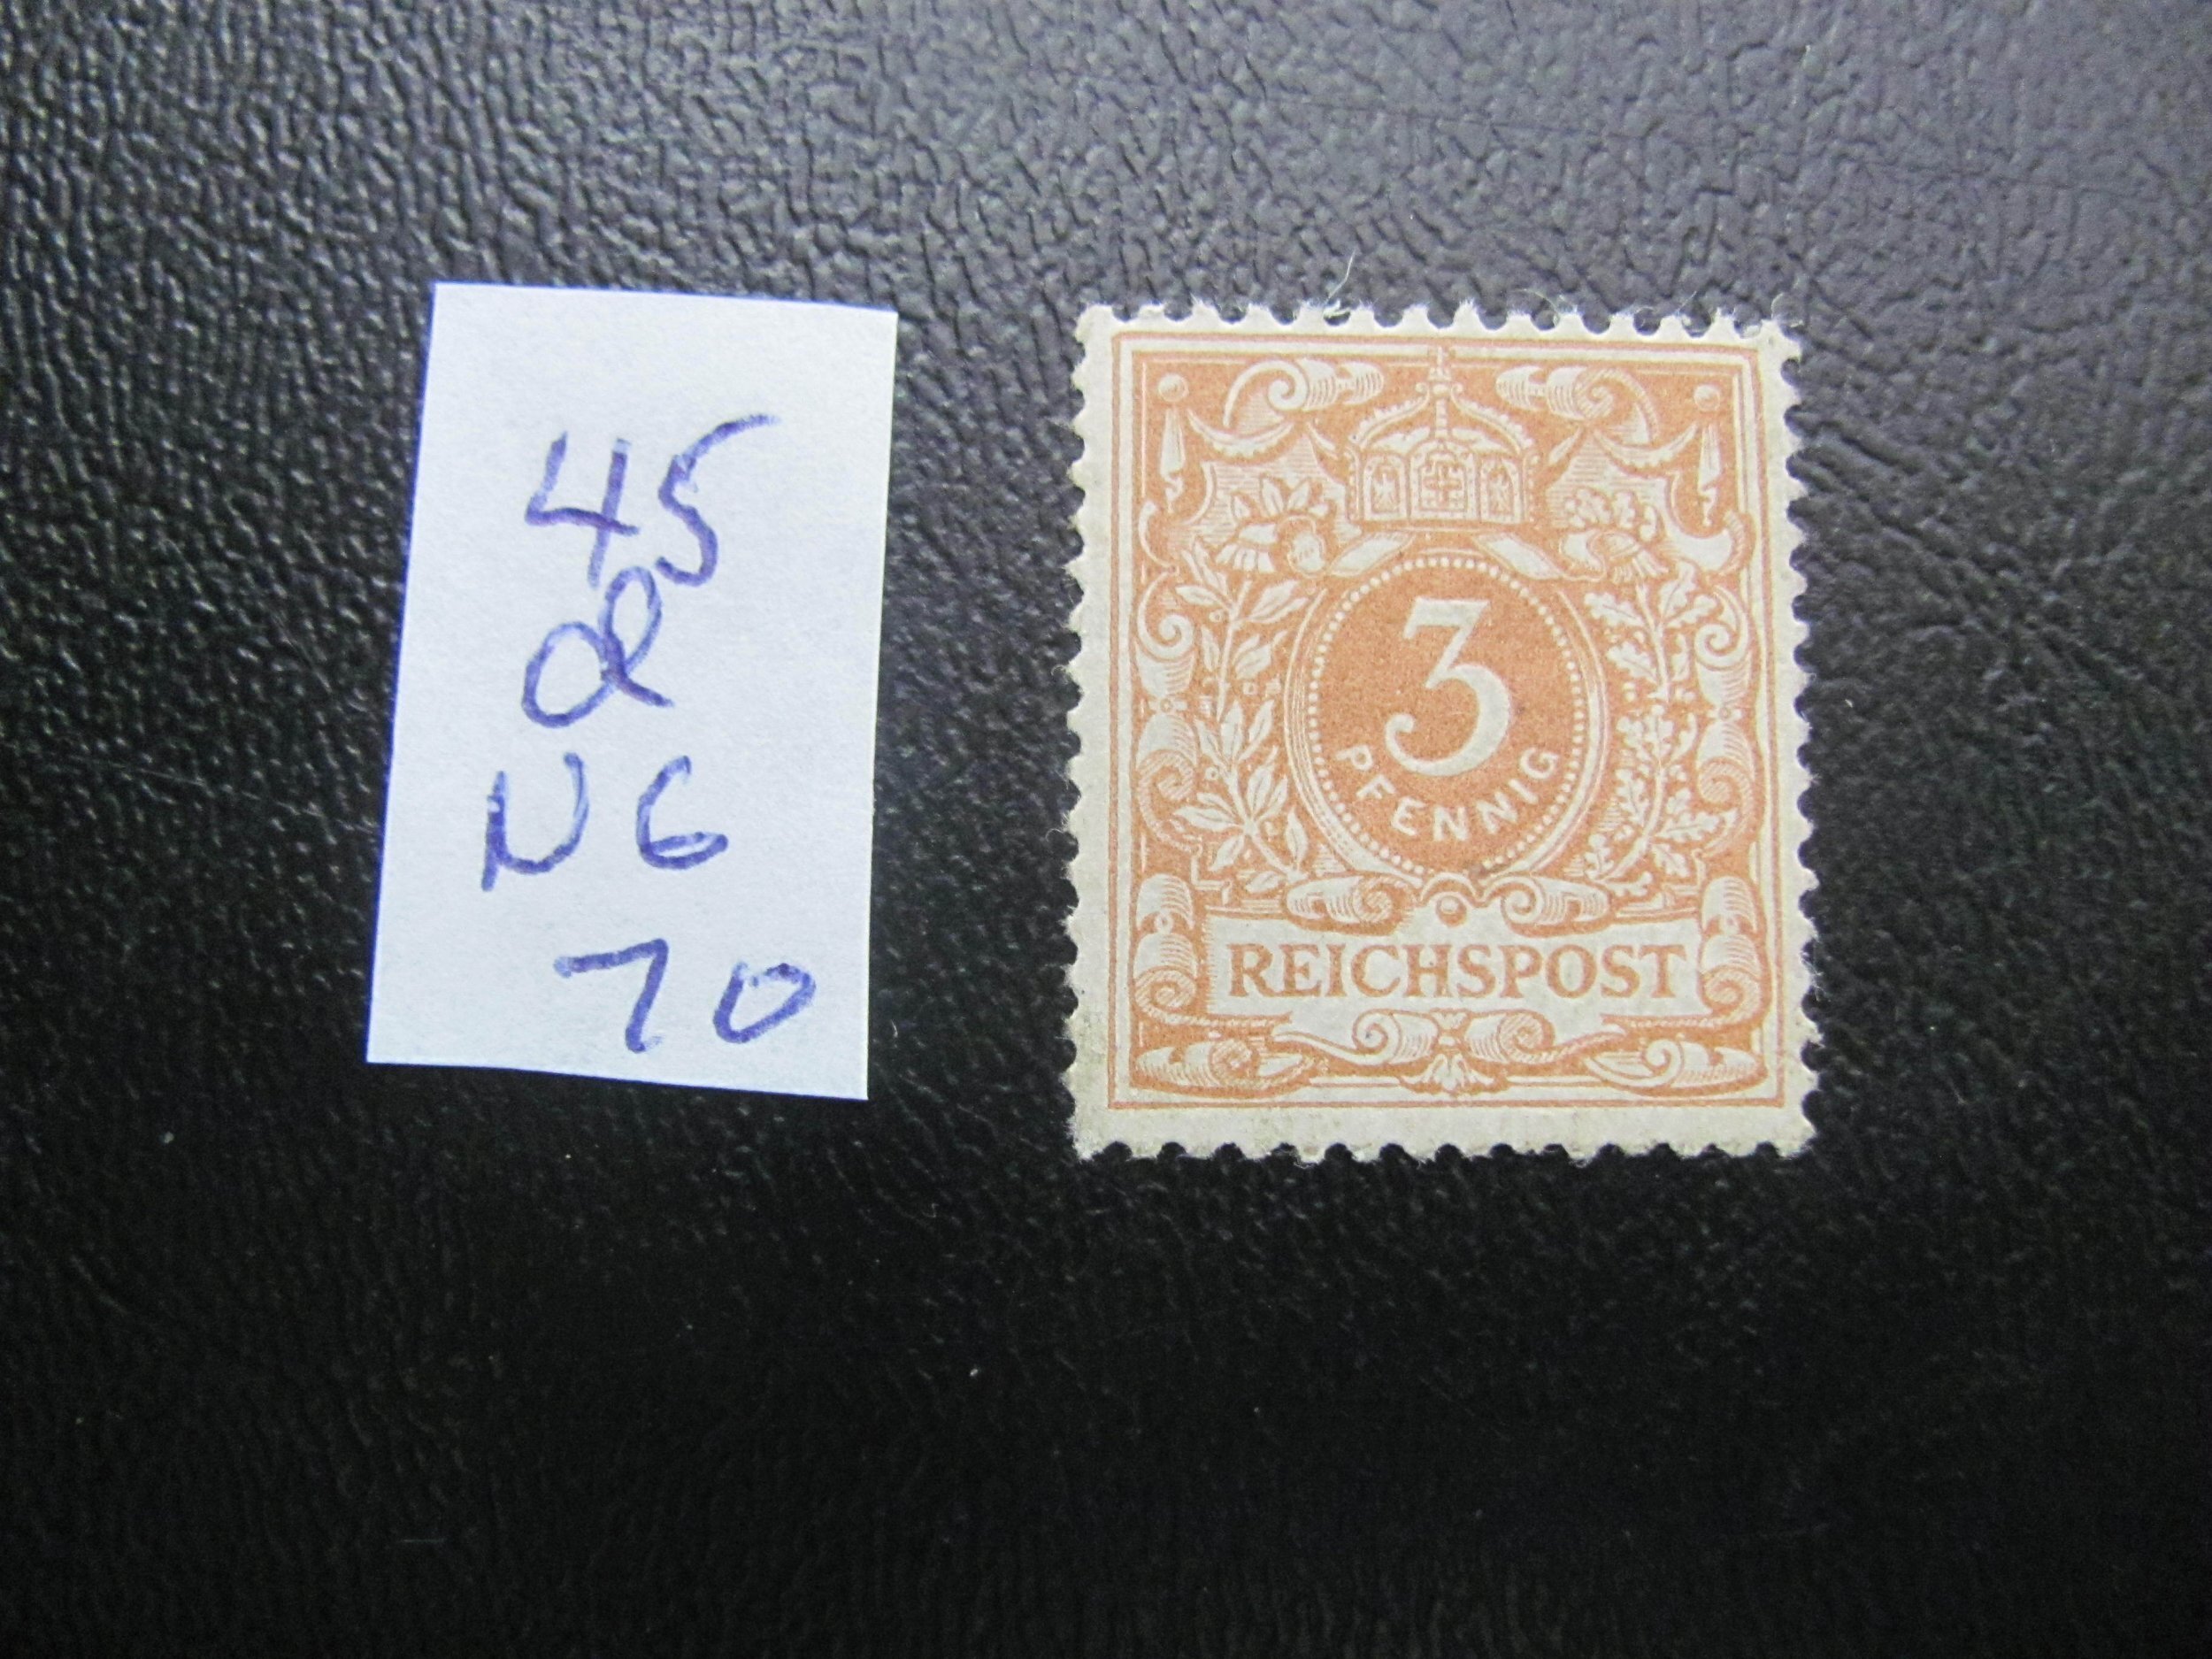 45
a
NG
70
3
PFENNIG
REICHSPOST